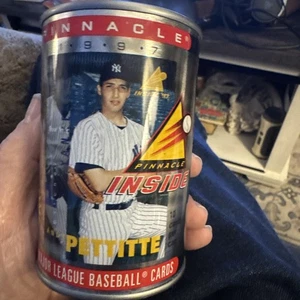 PINNACLE®
1997
PINNACLE
INSIDE
PETTITTE
MAJOR LEAGUE BASEBALL® CARDS